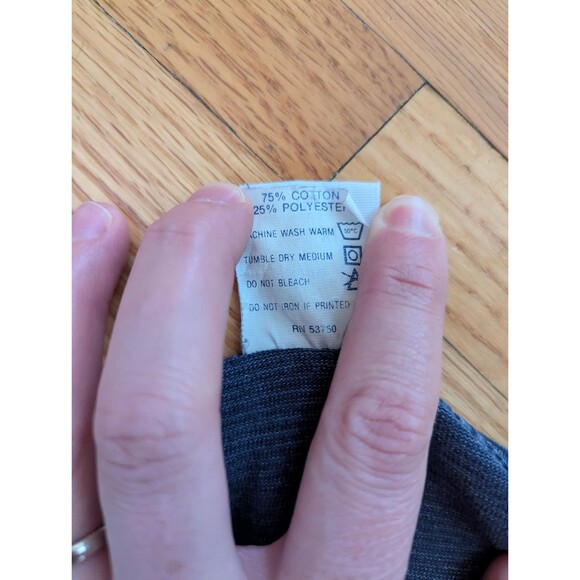 75% COTTON
25% POLYESTER
ACHINE WASH WARM
TUMBLE DRY MEDIUM
DO NOT BLEACH
DO NOT IRON IF PRINTED
RN 53750